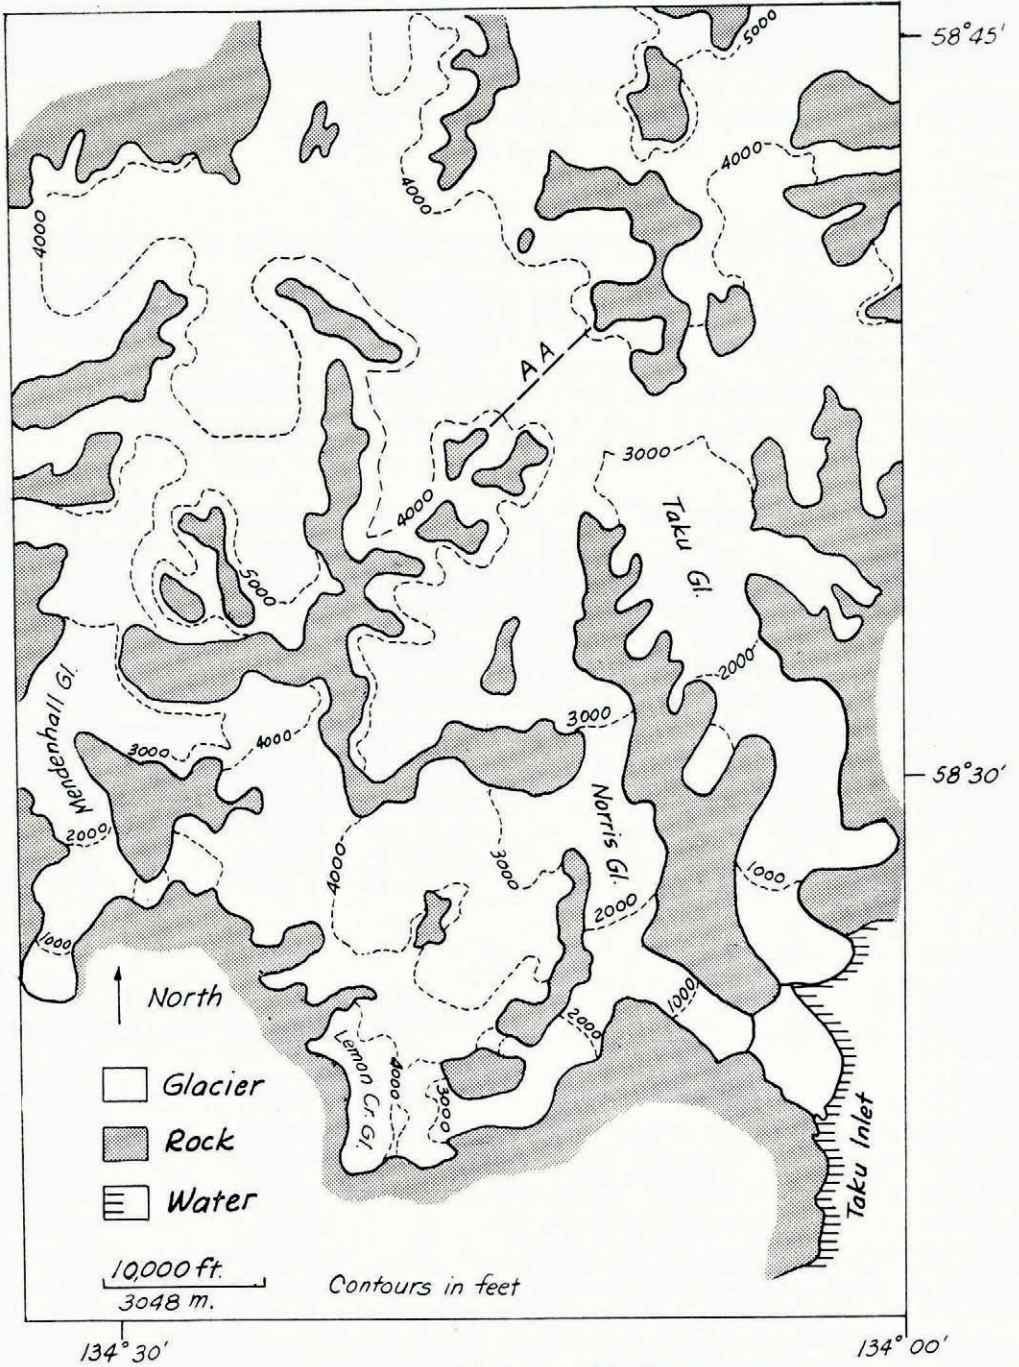 5000
58°45'
4000
4000
4000
A A
3000
4000
Taku Gl.
5000
2000
Mendenhall Gl.
3000
4000
3000
58°30'
Norris Gl.
2000
4000
3000
1000
2000
1000
North
1000
2000
Lemon Cr. Gl.
4000
3000
Glacier
Rock
Water
Taku Inlet
10,000 ft.
3048 m.
Contours in feet
134°30'
134°00'